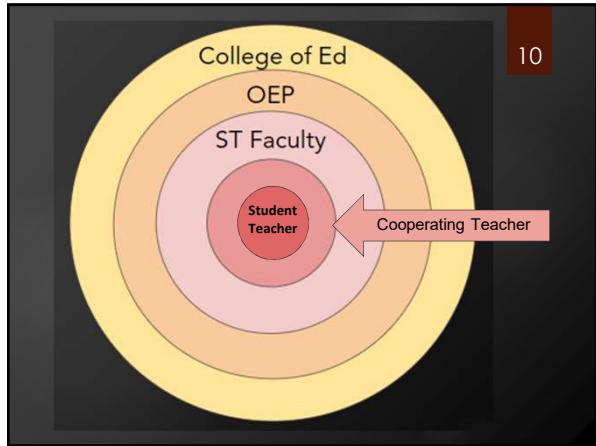 10
College of Ed
OEP
ST Faculty
Student
Teacher
Cooperating Teacher